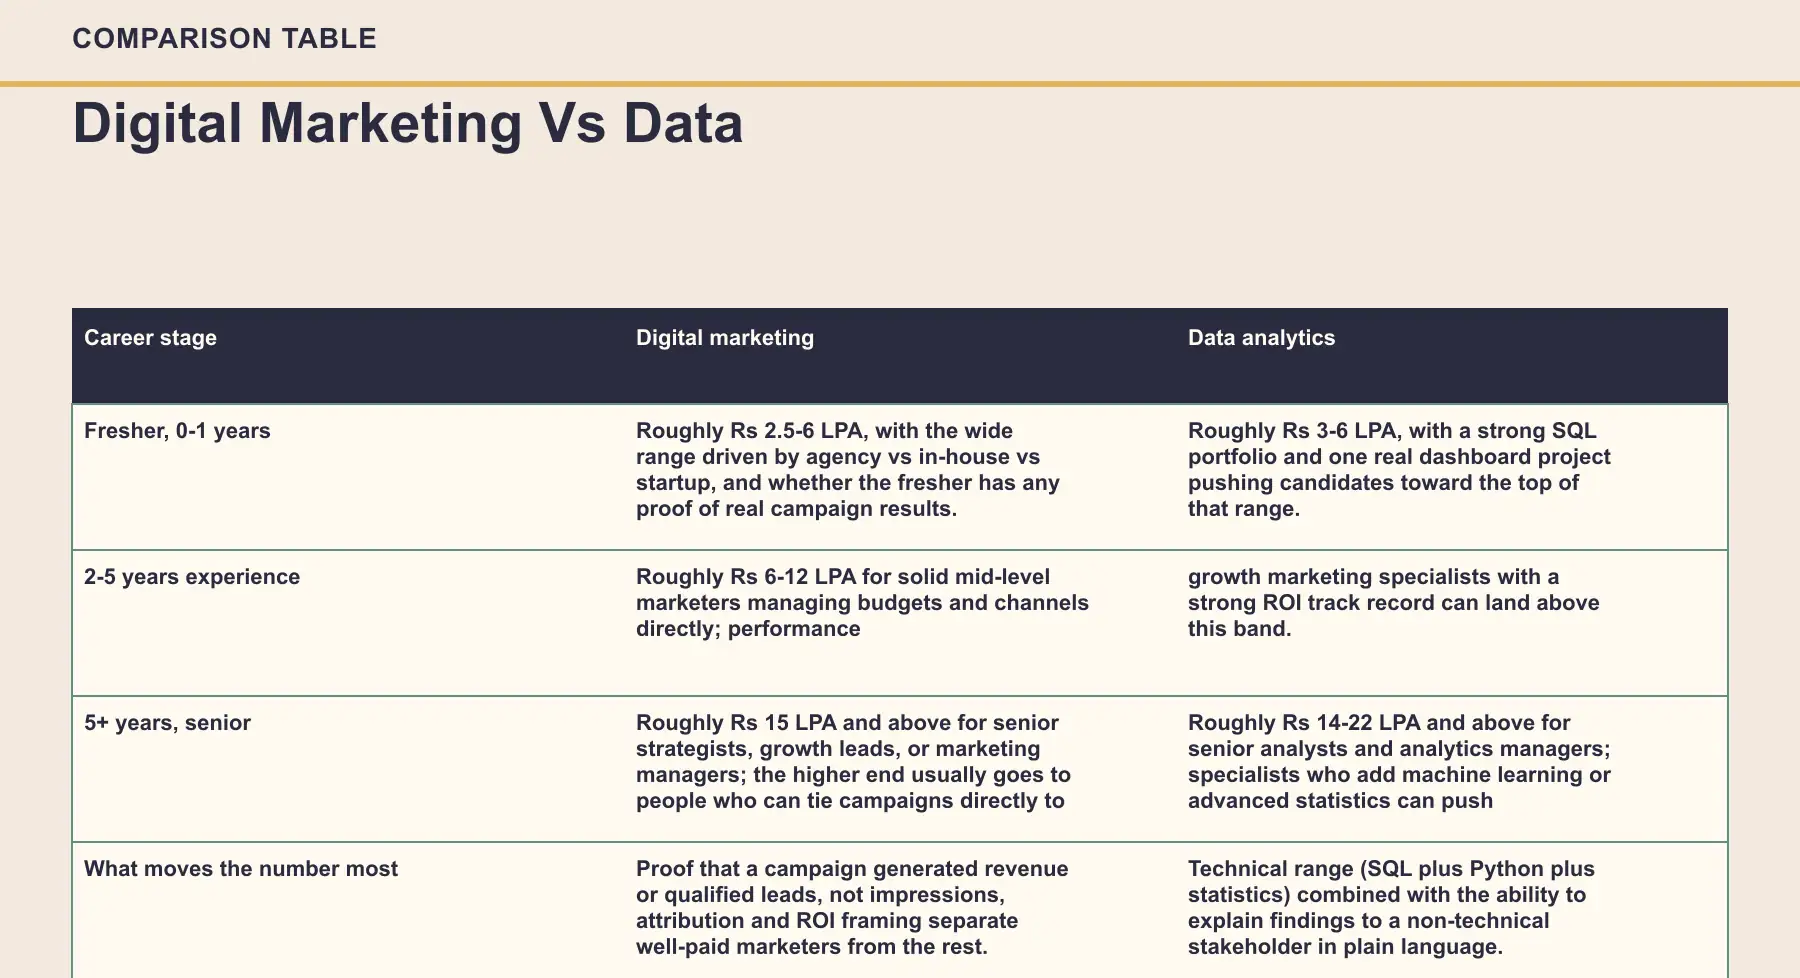 COMPARISON TABLE
Digital Marketing Vs Data
Career stage
Digital marketing
Data analytics
Fresher, 0-1 years
Roughly Rs 2.5-6 LPA, with the wide
range driven by agency vs in-house vs
startup, and whether the fresher has any
proof of real campaign results.
Roughly Rs 3-6 LPA, with a strong SQL
portfolio and one real dashboard project
pushing candidates toward the top of
that range.
2-5 years experience
Roughly Rs 6-12 LPA for solid mid-level
marketers managing budgets and channels
directly; performance
growth marketing specialists with a
strong ROI track record can land above
this band.
5+ years, senior
Roughly Rs 15 LPA and above for senior
strategists, growth leads, or marketing
managers; the higher end usually goes to
people who can tie campaigns directly to
Roughly Rs 14-22 LPA and above for
senior analysts and analytics managers;
specialists who add machine learning or
advanced statistics can push
What moves the number most
Proof that a campaign generated revenue
or qualified leads, not impressions,
attribution and ROI framing separate
well-paid marketers from the rest.
Technical range (SQL plus Python plus
statistics) combined with the ability to
explain findings to a non-technical
stakeholder in plain language.